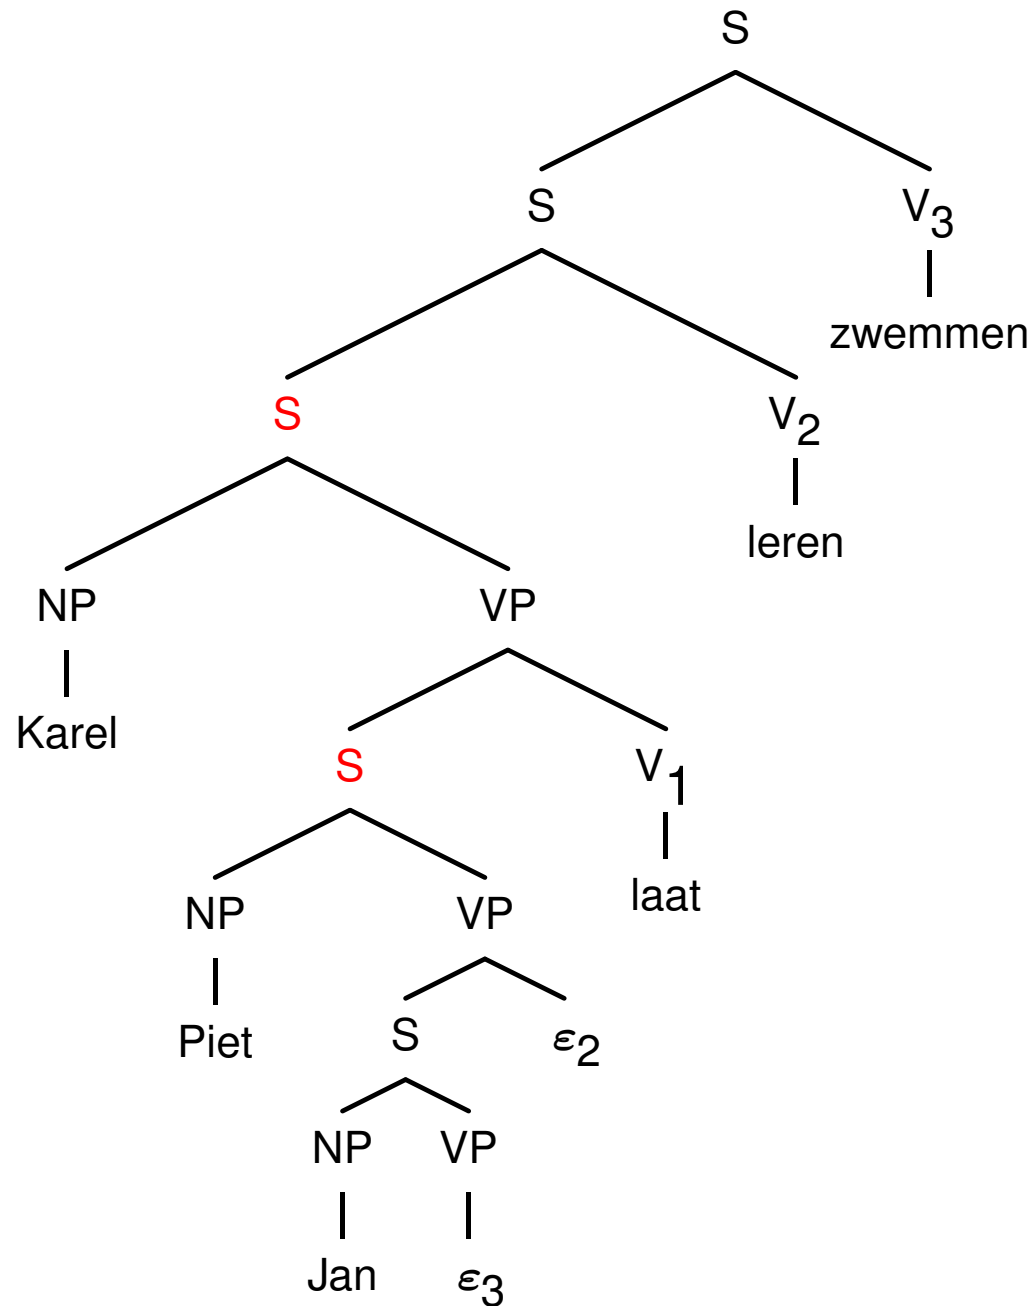 S
S V3
zwemmen
S V2
leren
NP VP
Karel
S V1
laat
NP VP
Piet S ε2
NP VP
Jan ε3